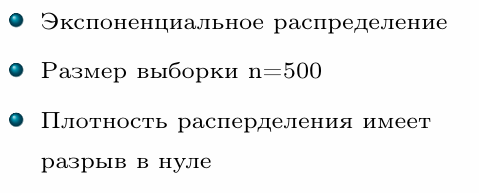 Экспоненциальное распределение
Размер выборки n=500
Плотность расперделения имеет
разрыв в нуле